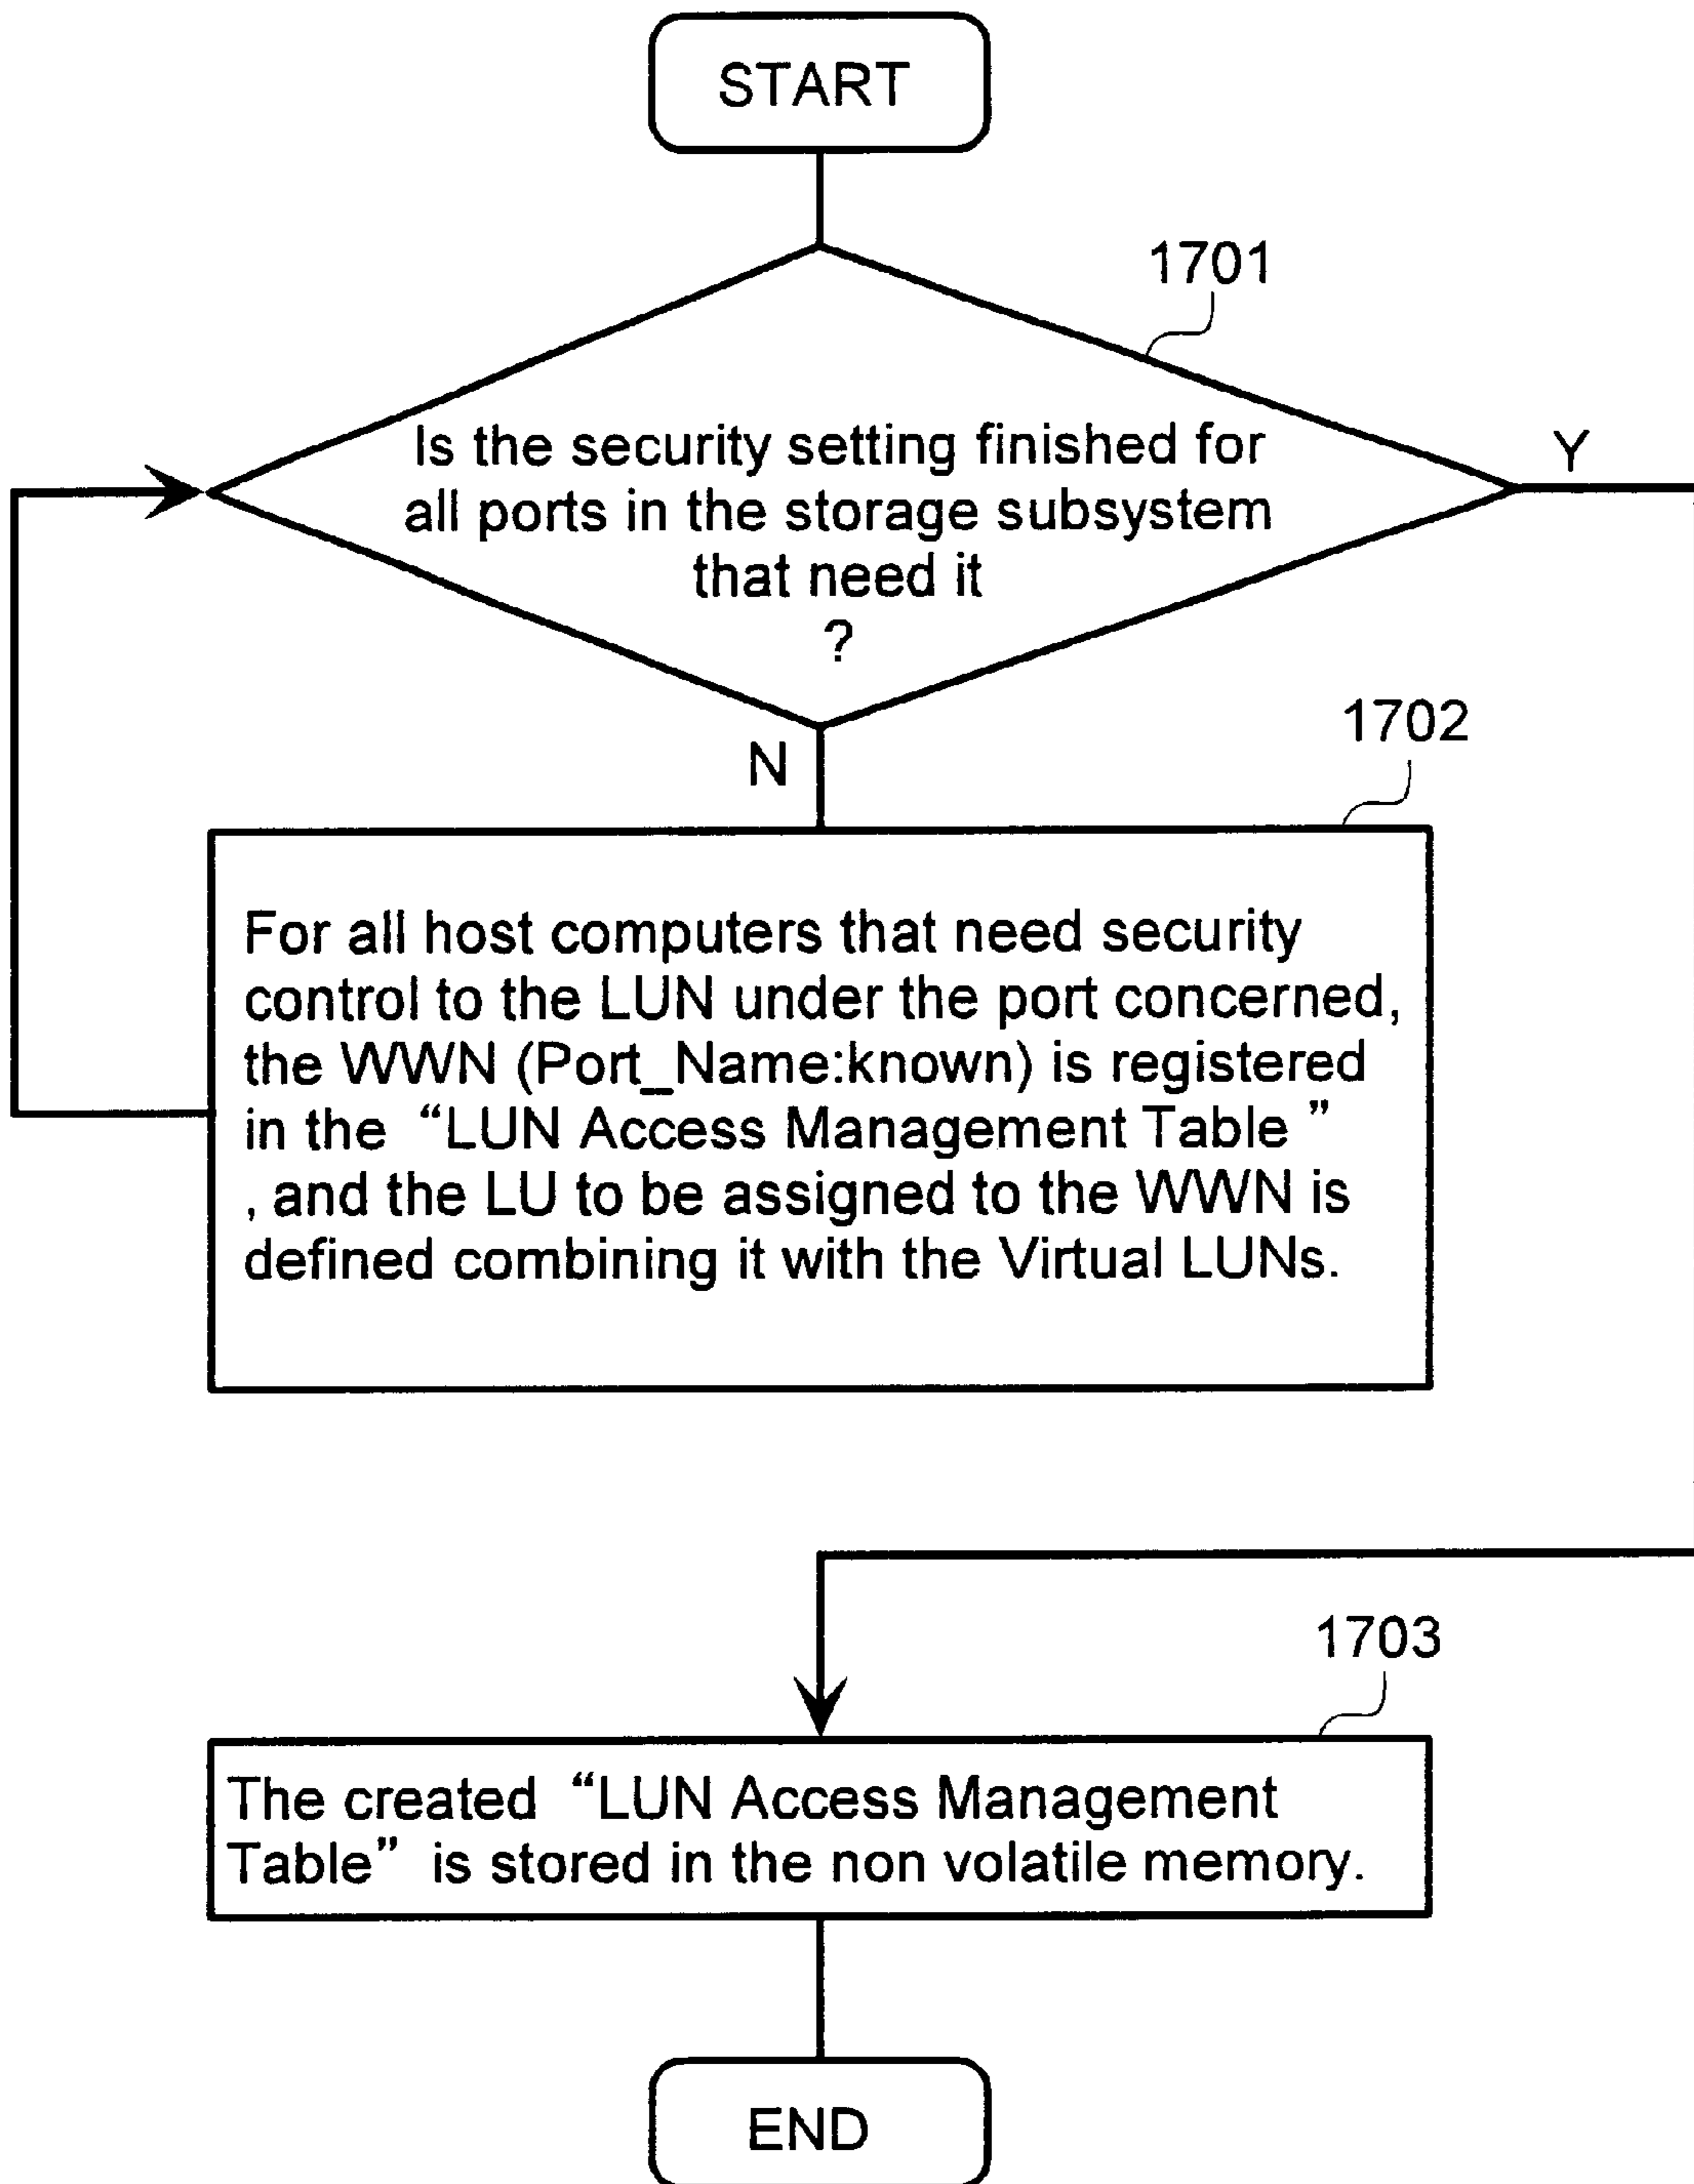 START
1701
Is the security setting finished for
all ports in the storage subsystem
that need it
?
Y
N
1702
For all host computers that need security
control to the LUN under the port concerned,
the WWN (Port_Name:known) is registered
in the “LUN Access Management Table ”
, and the LU to be assigned to the WWN is
defined combining it with the Virtual LUNs.
1703
The created “LUN Access Management
Table” is stored in the non volatile memory.
END